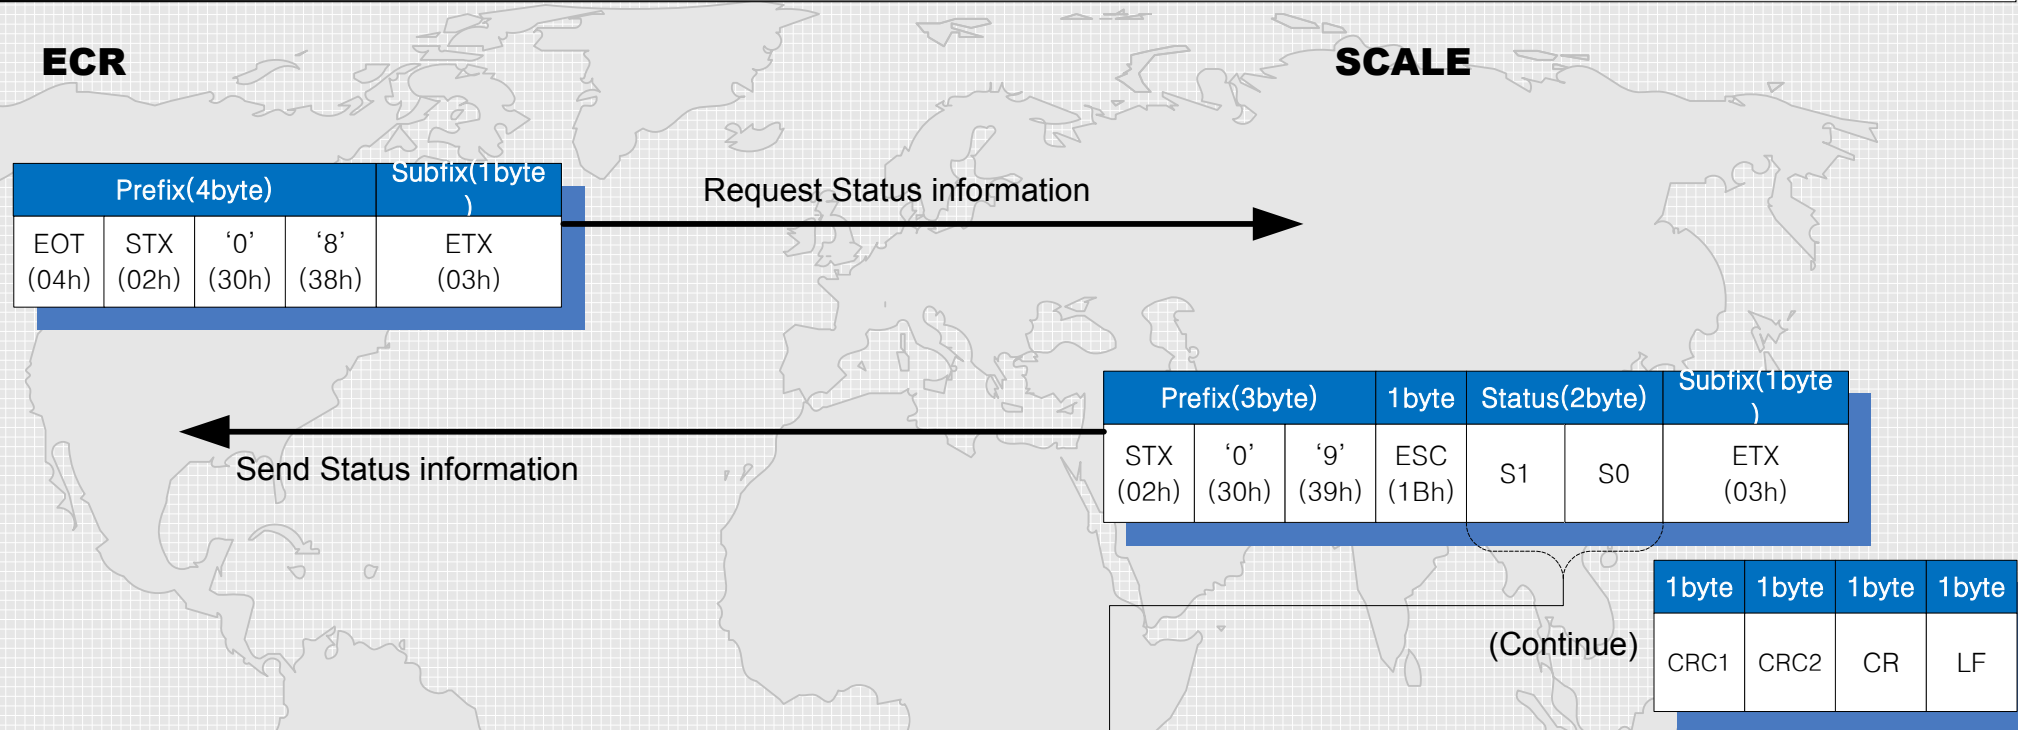 ECR
SCALE
Prefix(4byte)
Subfix(1byte
)
EOT
(04h)
STX
(02h)
‘0’
(30h)
‘8’
(38h)
ETX
(03h)
Request Status information
Prefix(3byte)
1byte
Status(2byte)
Subfix(1byte
)
STX
(02h)
‘0’
(30h)
‘9’
(39h)
ESC
(1Bh)
S1
S0
ETX
(03h)
Send Status information
(Continue)
1byte
1byte
1byte
1byte
CRC1
CRC2
CR
LF